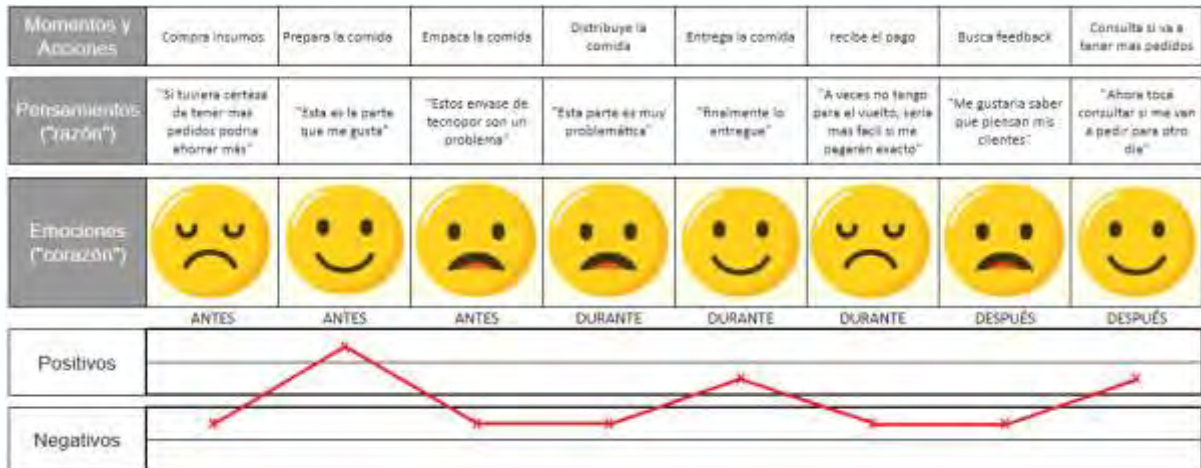 Momentos y
Acciones
Compra insumos
Prepara la comida
Empaca la comida
Distribuye la
comida
Entrega la comida
recibe el pago
Busca feedback
Consulta si va a
tener mas pedidos
Pensamientos
("razón")
"Si tuviera certeza
de tener mas
pedidos podria
ahorrar más"
"Esta es la parte
que me gusta"
"Estos envase de
tecnopor son un
problema"
"Esta parte es muy
problemática"
"finalmente lo
entregue"
"A veces no tengo
para el vuelto, seria
mas facil si me
pagarán exacto"
"Me gustaria saber
que piensan mis
clientes"
"Ahora toca
consultar si me van
a pedir para otro
dia"
Emociones
("corazón")
ANTES
ANTES
ANTES
DURANTE
DURANTE
DURANTE
DESPUÉS
DESPUÉS
Positivos
Negativos